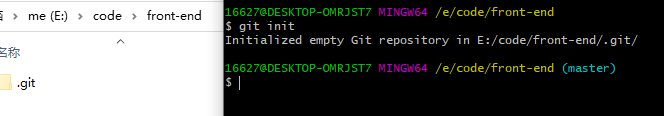 me (E:) > code > front-end
名称
.git
16627@DESKTOP-OMRJST7 MINGW64 /e/code/front-end
$ git init
Initialized empty Git repository in E:/code/front-end/.git/
16627@DESKTOP-OMRJST7 MINGW64 /e/code/front-end (master)
$